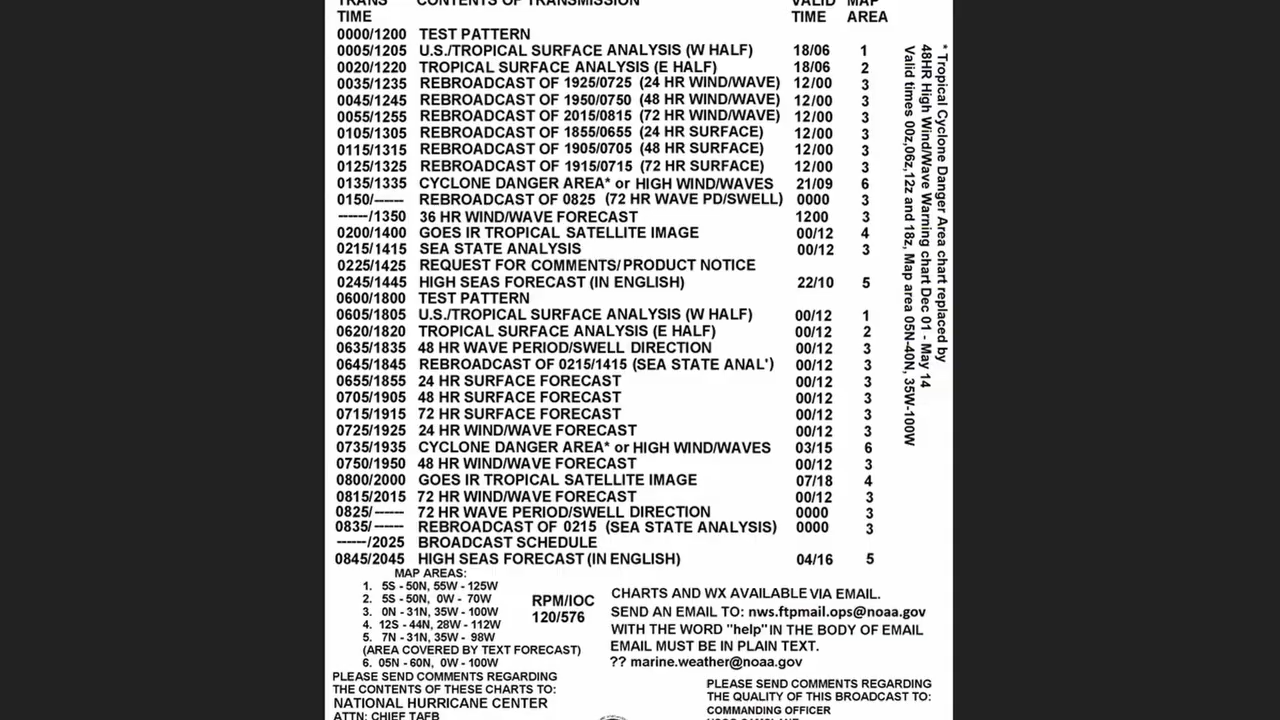 TRANS CONTENTS OF TRANSMISSION VALID MAP
TIME TIME AREA
0000/1200 TEST PATTERN
0005/1205 U.S./TROPICAL SURFACE ANALYSIS (W HALF) 18/06 1
0020/1220 TROPICAL SURFACE ANALYSIS (E HALF) 18/06 2
0035/1235 REBROADCAST OF 1925/0725 (24 HR WIND/WAVE) 12/00 3
0045/1245 REBROADCAST OF 1950/0750 (48 HR WIND/WAVE) 12/00 3
0055/1255 REBROADCAST OF 2015/0815 (72 HR WIND/WAVE) 12/00 3
0105/1305 REBROADCAST OF 1855/0655 (24 HR SURFACE) 12/00 3
0115/1315 REBROADCAST OF 1905/0705 (48 HR SURFACE) 12/00 3
0125/1325 REBROADCAST OF 1915/0715 (72 HR SURFACE) 12/00 3
0135/1335 CYCLONE DANGER AREA* or HIGH WIND/WAVES 21/09 6
0150/------ REBROADCAST OF 0825 (72 HR WAVE PD/SWELL) 0000 3
------/1350 36 HR WIND/WAVE FORECAST 1200 3
0200/1400 GOES IR TROPICAL SATELLITE IMAGE 00/12 4
0215/1415 SEA STATE ANALYSIS 00/12 3
0225/1425 REQUEST FOR COMMENTS/PRODUCT NOTICE
0245/1445 HIGH SEAS FORECAST (IN ENGLISH) 22/10 5
0600/1800 TEST PATTERN
0605/1805 U.S./TROPICAL SURFACE ANALYSIS (W HALF) 00/12 1
0620/1820 TROPICAL SURFACE ANALYSIS (E HALF) 00/12 2
0635/1835 48 HR WAVE PERIOD/SWELL DIRECTION 00/12 3
0645/1845 REBROADCAST OF 0215/1415 (SEA STATE ANAL') 00/12 3
0655/1855 24 HR SURFACE FORECAST 00/12 3
0705/1905 48 HR SURFACE FORECAST 00/12 3
0715/1915 72 HR SURFACE FORECAST 00/12 3
0725/1925 24 HR WIND/WAVE FORECAST 00/12 3
0735/1935 CYCLONE DANGER AREA* or HIGH WIND/WAVES 03/15 6
0750/1950 48 HR WIND/WAVE FORECAST 00/12 3
0800/2000 GOES IR TROPICAL SATELLITE IMAGE 07/18 4
0815/2015 72 HR WIND/WAVE FORECAST 00/12 3
0825/------ 72 HR WAVE PERIOD/SWELL DIRECTION 0000 3
0835/------ REBROADCAST OF 0215 (SEA STATE ANALYSIS) 0000 3
------/2025 BROADCAST SCHEDULE
0845/2045 HIGH SEAS FORECAST (IN ENGLISH) 04/16 5
* Tropical Cyclone Danger Area chart replaced by
48HR High Wind/Wave Warning chart Dec 01 - May 14
Valid times 00z,06z,12z and 18z, Map area 05N-40N, 35W-100W
MAP AREAS:
1. 5S - 50N, 55W - 125W
2. 5S - 50N, 0W - 70W
3. 0N - 31N, 35W - 100W
4. 12S - 44N, 28W - 112W
5. 7N - 31N, 35W - 98W
(AREA COVERED BY TEXT FORECAST)
6. 05N - 60N, 0W - 100W
RPM/IOC
120/576
CHARTS AND WX AVAILABLE VIA EMAIL.
SEND AN EMAIL TO: nws.ftpmail.ops@noaa.gov
WITH THE WORD "help" IN THE BODY OF EMAIL
EMAIL MUST BE IN PLAIN TEXT.
?? marine.weather@noaa.gov
PLEASE SEND COMMENTS REGARDING
THE CONTENTS OF THESE CHARTS TO:
NATIONAL HURRICANE CENTER
ATTN: CHIEF TAFB
PLEASE SEND COMMENTS REGARDING
THE QUALITY OF THIS BROADCAST TO:
COMMANDING OFFICER